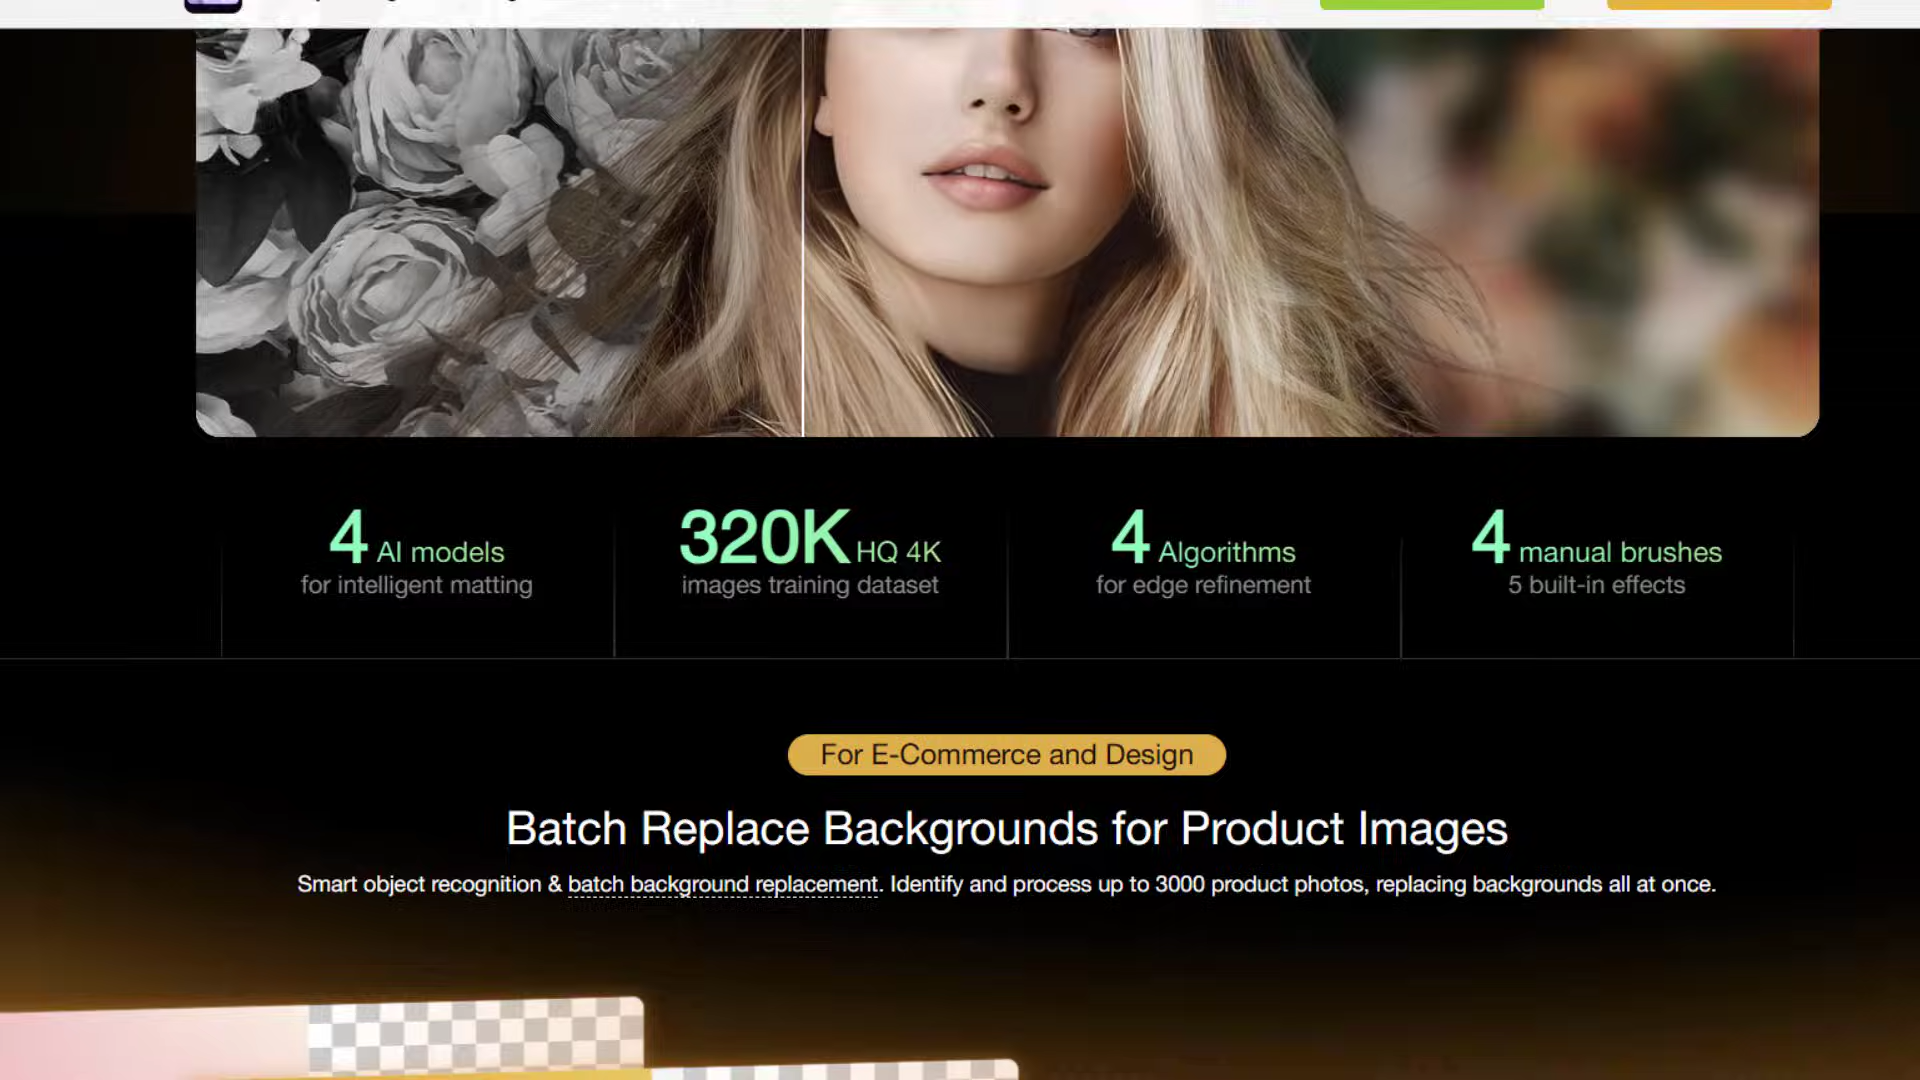 4 AI models
for intelligent matting
320K HQ 4K
images training dataset
4 Algorithms
for edge refinement
4 manual brushes
5 built-in effects
For E-Commerce and Design
Batch Replace Backgrounds for Product Images
Smart object recognition & batch background replacement. Identify and process up to 3000 product photos, replacing backgrounds all at once.